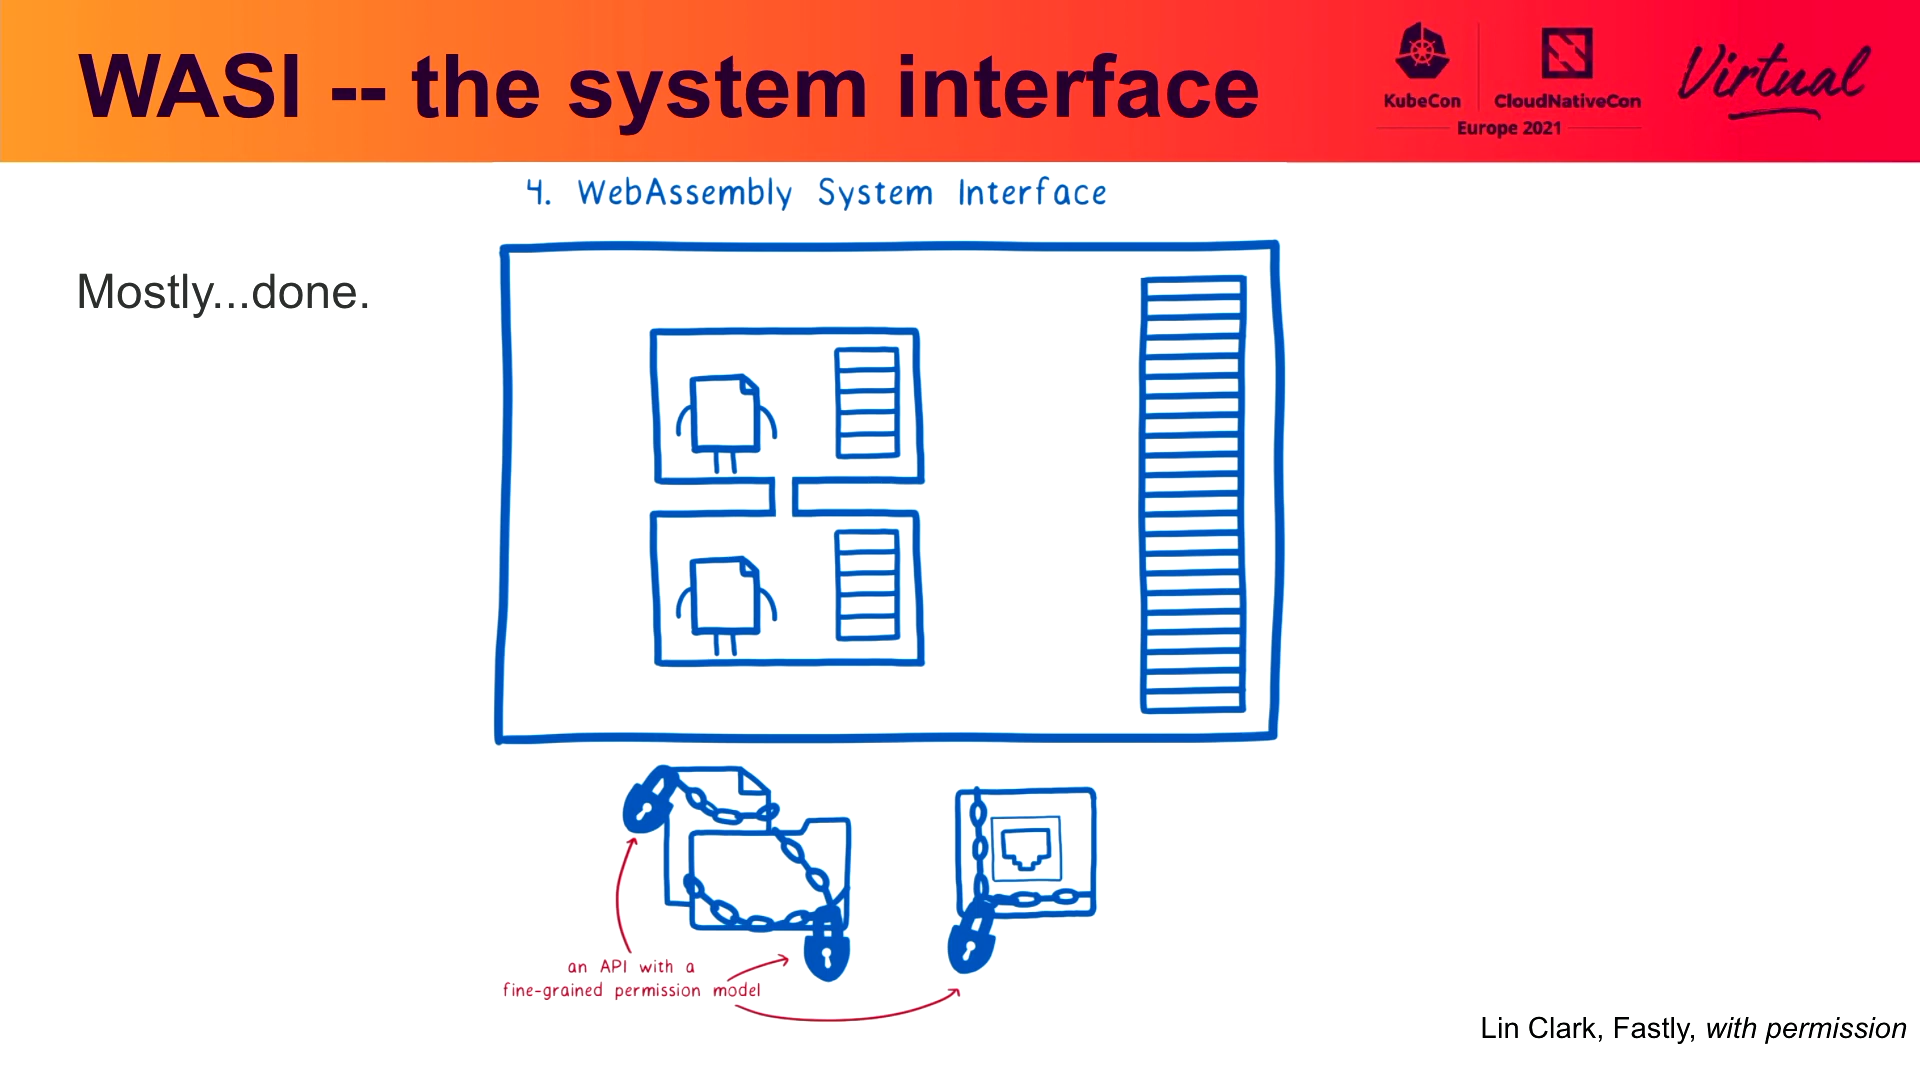 WASI -- the system interface
KubeCon
CloudNativeCon
Europe 2021
Virtual
4. WebAssembly System Interface
Mostly...done.
an API with a
fine-grained permission model
Lin Clark, Fastly, with permission